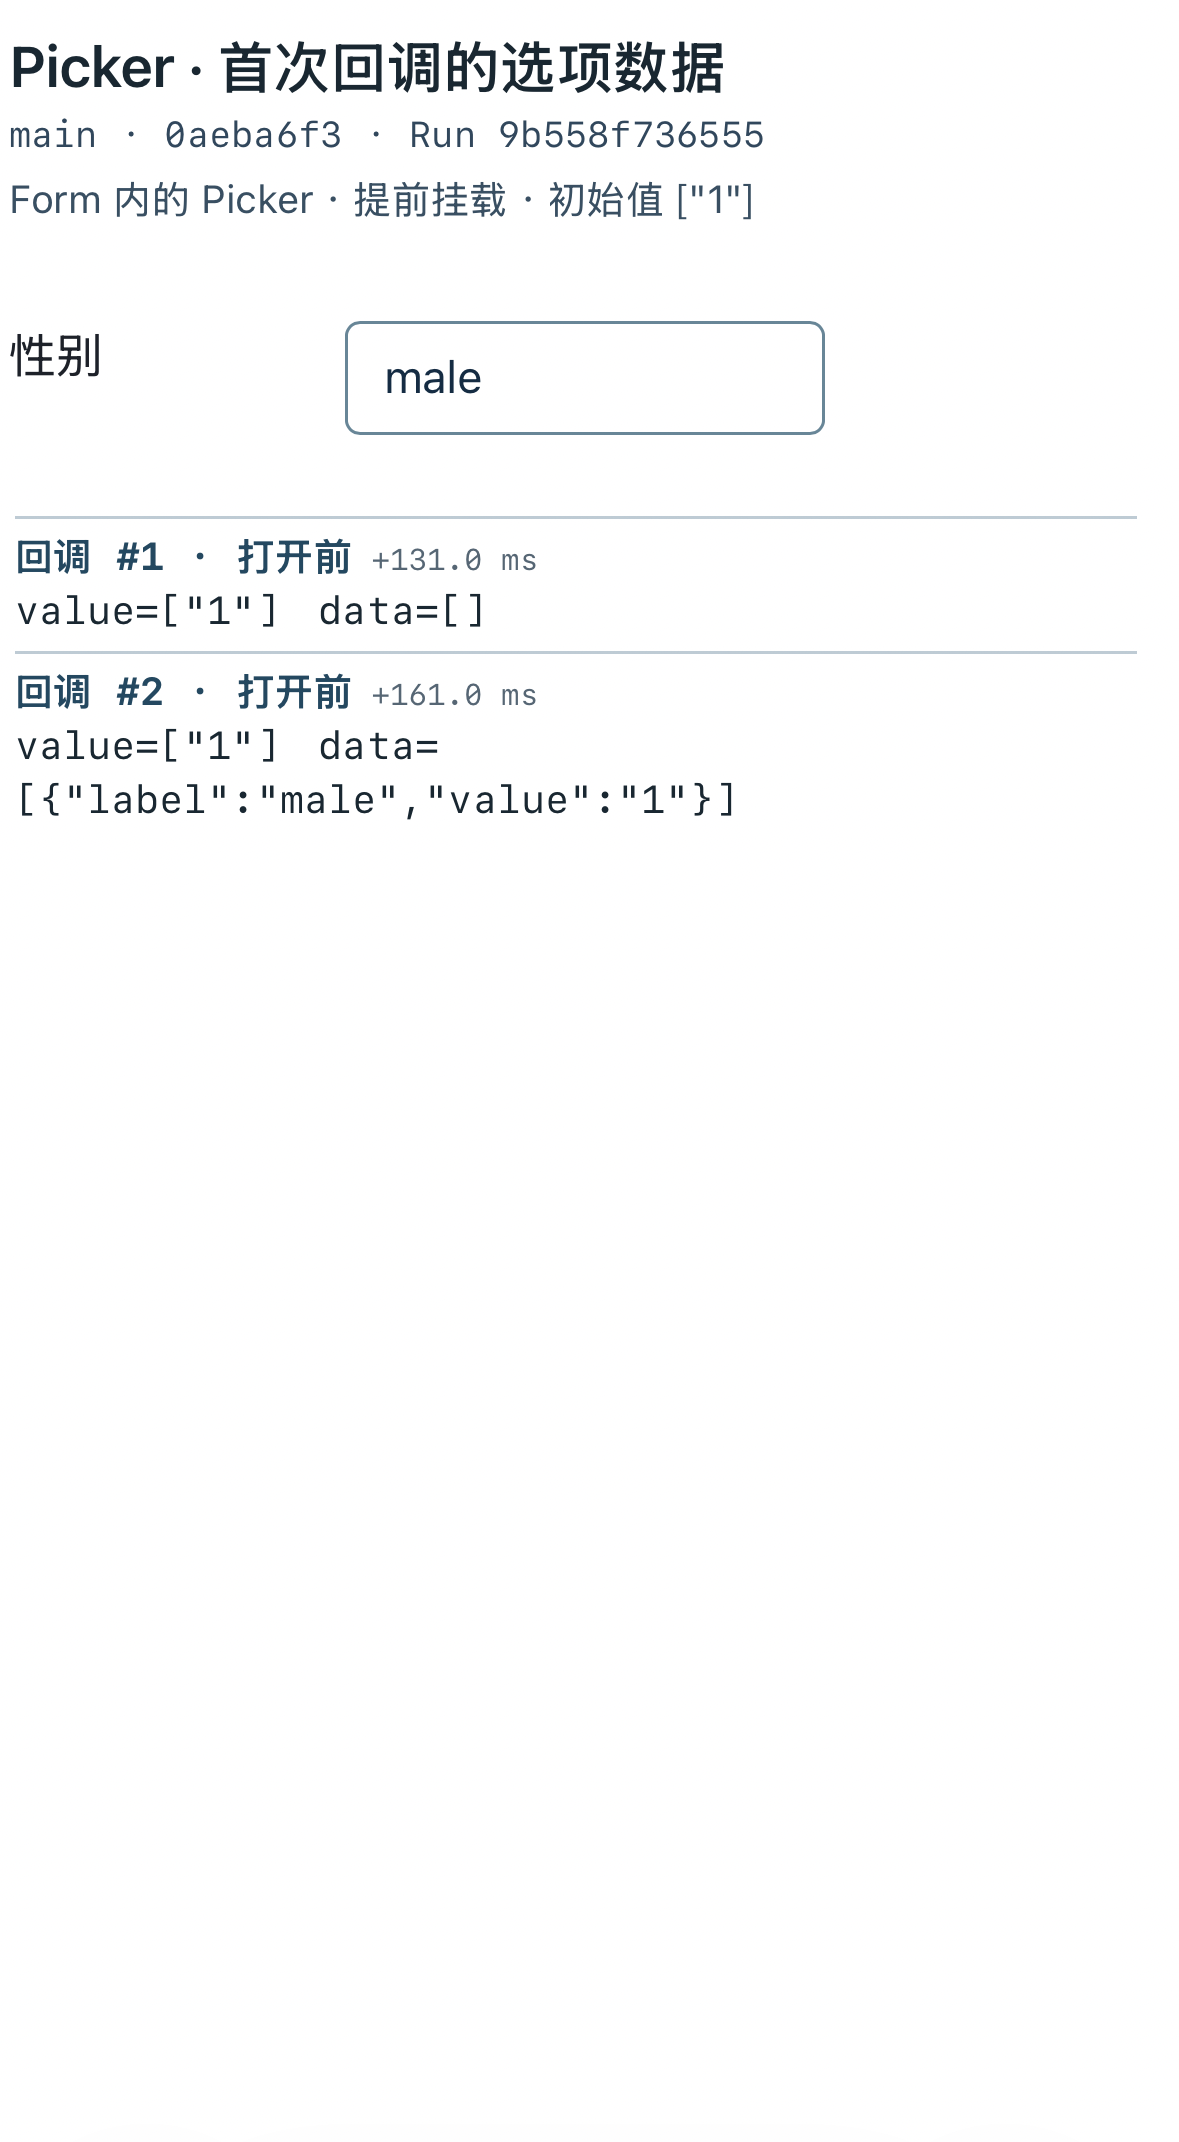 Picker · 首次回调的选项数据
main · 0aeba6f3 · Run 9b558f736555
Form 内的 Picker · 提前挂载 · 初始值 ["1"]
性别
male
回调 #1 · 打开前 +131.0 ms
value=["1"] data=[]
回调 #2 · 打开前 +161.0 ms
value=["1"] data=
[{"label":"male","value":"1"}]